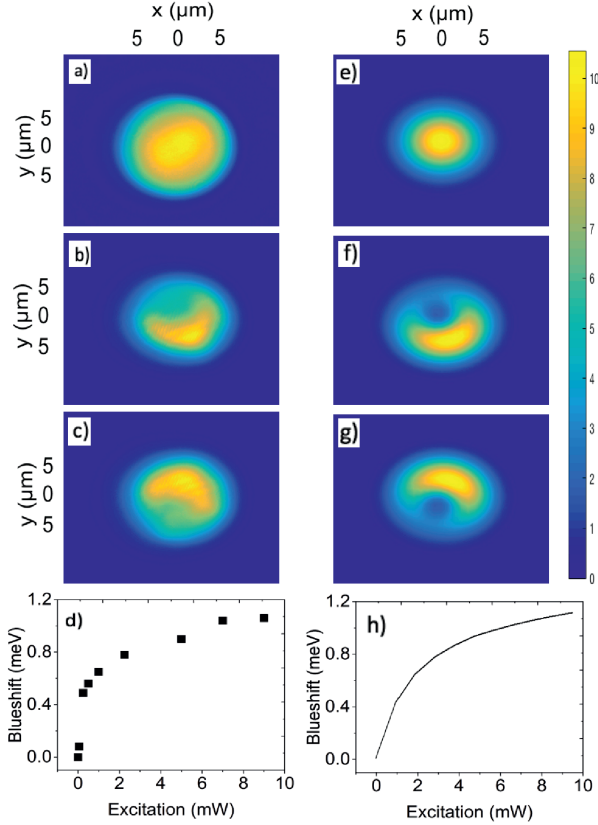 x (μm)
5 0 5
x (μm)
5 0 5
a)
y (μm)
5
0
5
e)
b)
y (μm)
5
0
5
f)
c)
y (μm)
5
0
5
g)
10
9
8
7
6
5
4
3
2
1
0
d)
Blueshift (meV)
1.2
0.8
0.4
0.0
0 2 4 6 8 10
Excitation (mW)
h)
Blueshift (meV)
1.2
0.8
0.4
0.0
0 2 4 6 8 10
Excitation (mW)